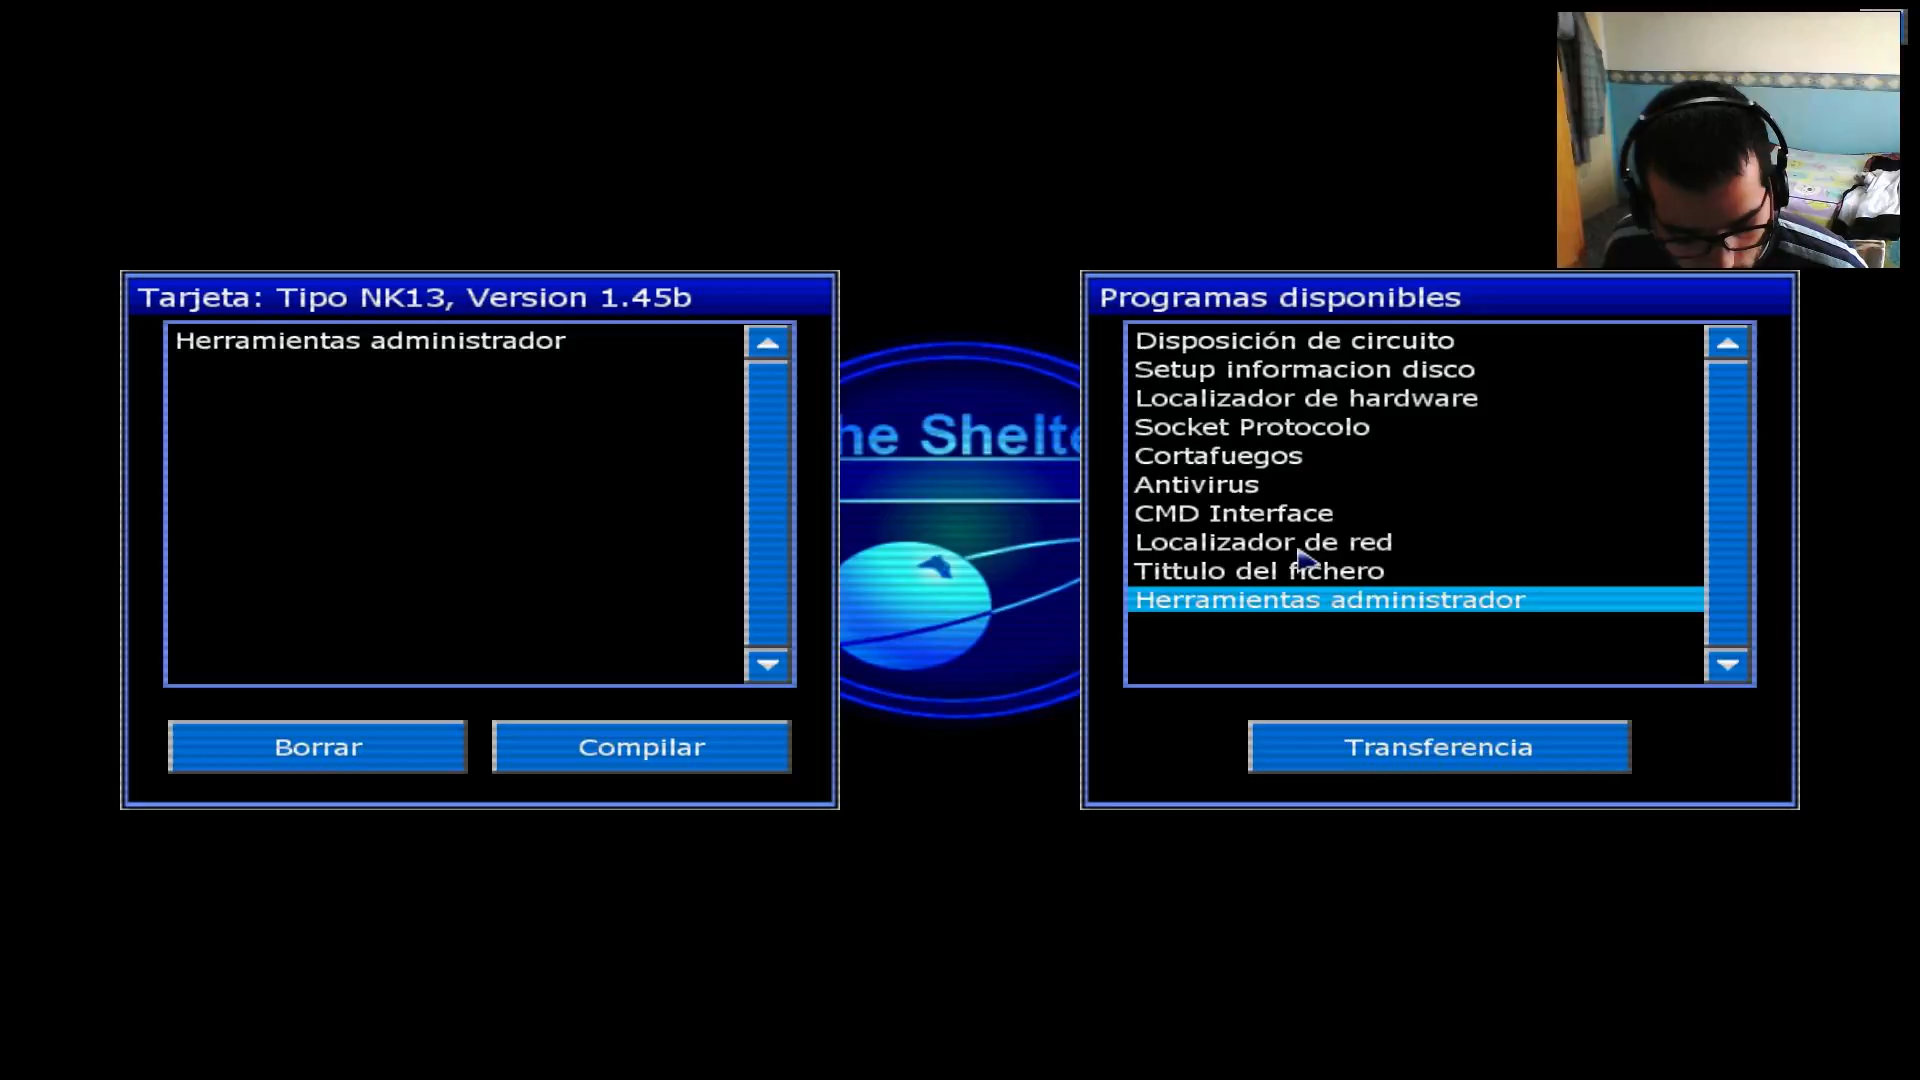 Tarjeta: Tipo NK13, Version 1.45b
Herramientas administrador
Borrar
Compilar
he Shelte
Programas disponibles
Disposición de circuito
Setup informacion disco
Localizador de hardware
Socket Protocolo
Cortafuegos
Antivirus
CMD Interface
Localizador de red
Tittulo del fichero
Herramientas administrador
Transferencia